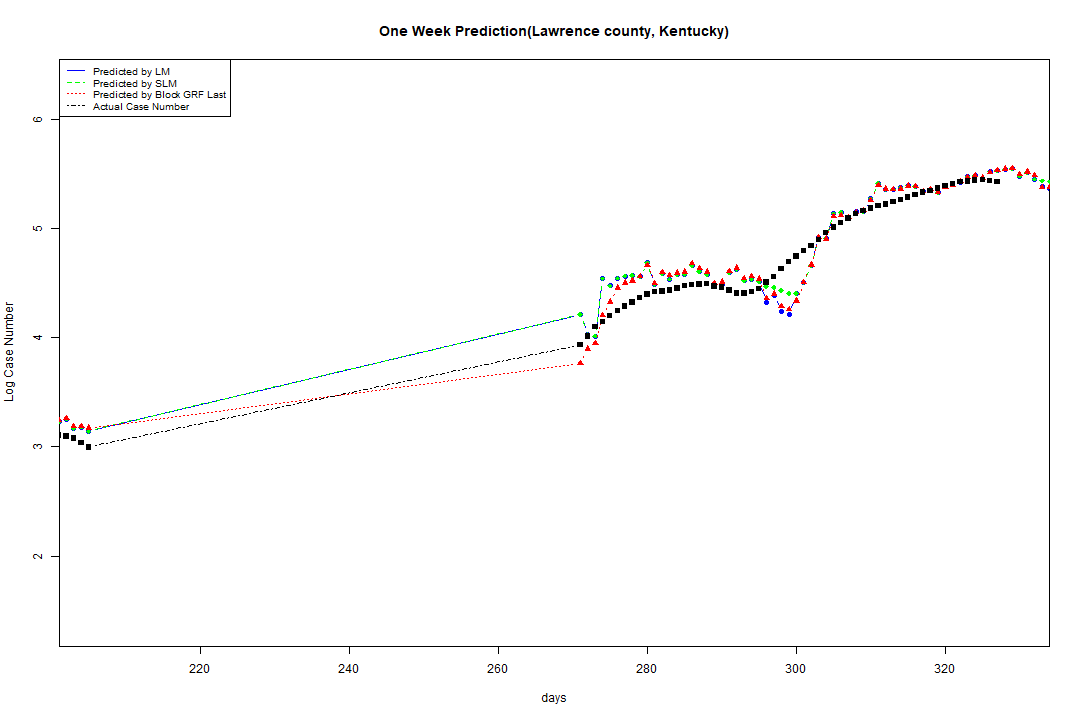 One Week Prediction(Lawrence county, Kentucky)
Predicted by LM
Predicted by SLM
Predicted by Block GRF Last
Actual Case Number
6
5
4
3
2
Log Case Number
220 240 260 280 300 320
days